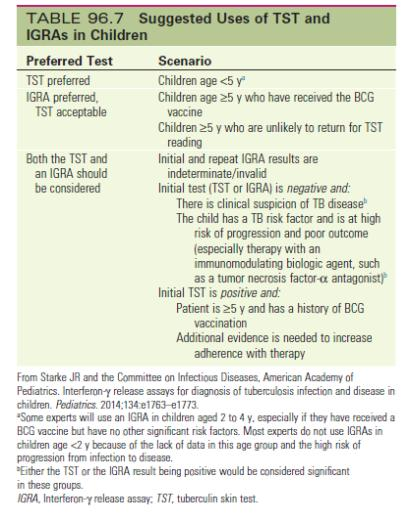 TABLE 96.7 Suggested Uses of TST and
IGRAs in Children
Preferred Test Scenario
TST preferred Children age <5 yᵃ
IGRA preferred, Children age ≥5 y who have received the BCG
TST acceptable vaccine
Children ≥5 y who are unlikely to return for TST
reading
Both the TST and Initial and repeat IGRA results are
an IGRA should indeterminate/invalid
be considered Initial test (TST or IGRA) is negative and:
There is clinical suspicion of TB diseaseᵇ
The child has a TB risk factor and is at high
risk of progression and poor outcome
(especially therapy with an
immunomodulating biologic agent, such
as a tumor necrosis factor-α antagonist)ᵇ
Initial TST is positive and:
Patient is ≥5 y and has a history of BCG
vaccination
Additional evidence is needed to increase
adherence with therapy
From Starke JR and the Committee on Infectious Diseases, American Academy of
Pediatrics. Interferon-γ release assays for diagnosis of tuberculosis infection and disease in
children. Pediatrics. 2014;134:e1763–e1773.
ᵃSome experts will use an IGRA in children aged 2 to 4 y, especially if they have received a
BCG vaccine but have no other significant risk factors. Most experts do not use IGRAs in
children age <2 y because of the lack of data in this age group and the high risk of
progression from infection to disease.
ᵇEither the TST or the IGRA result being positive would be considered significant
in these groups.
IGRA, Interferon-γ release assay; TST, tuberculin skin test.